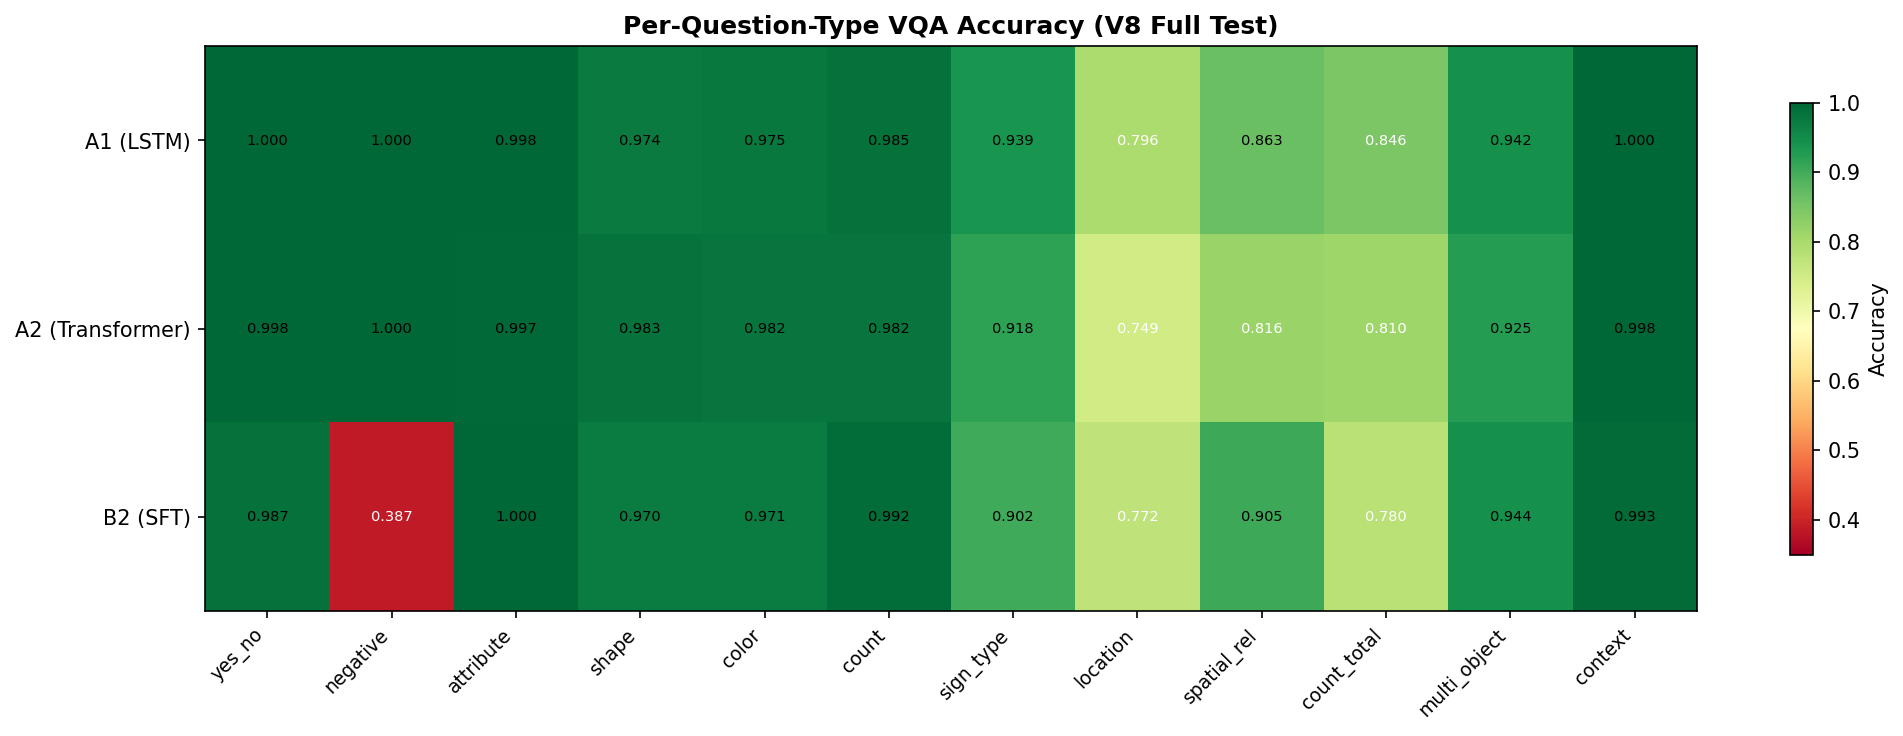 Per-Question-Type VQA Accuracy (V8 Full Test)
A1 (LSTM) 1.000 1.000 0.998 0.974 0.975 0.985 0.939 0.796 0.863 0.846 0.942 1.000
A2 (Transformer) 0.998 1.000 0.997 0.983 0.982 0.982 0.918 0.749 0.816 0.810 0.925 0.998
B2 (SFT) 0.987 0.387 1.000 0.970 0.971 0.992 0.902 0.772 0.905 0.780 0.944 0.993
yes_no negative attribute shape color count sign_type location spatial_rel count_total multi_object context
1.0
0.9
0.8
0.7
0.6
0.5
0.4
Accuracy